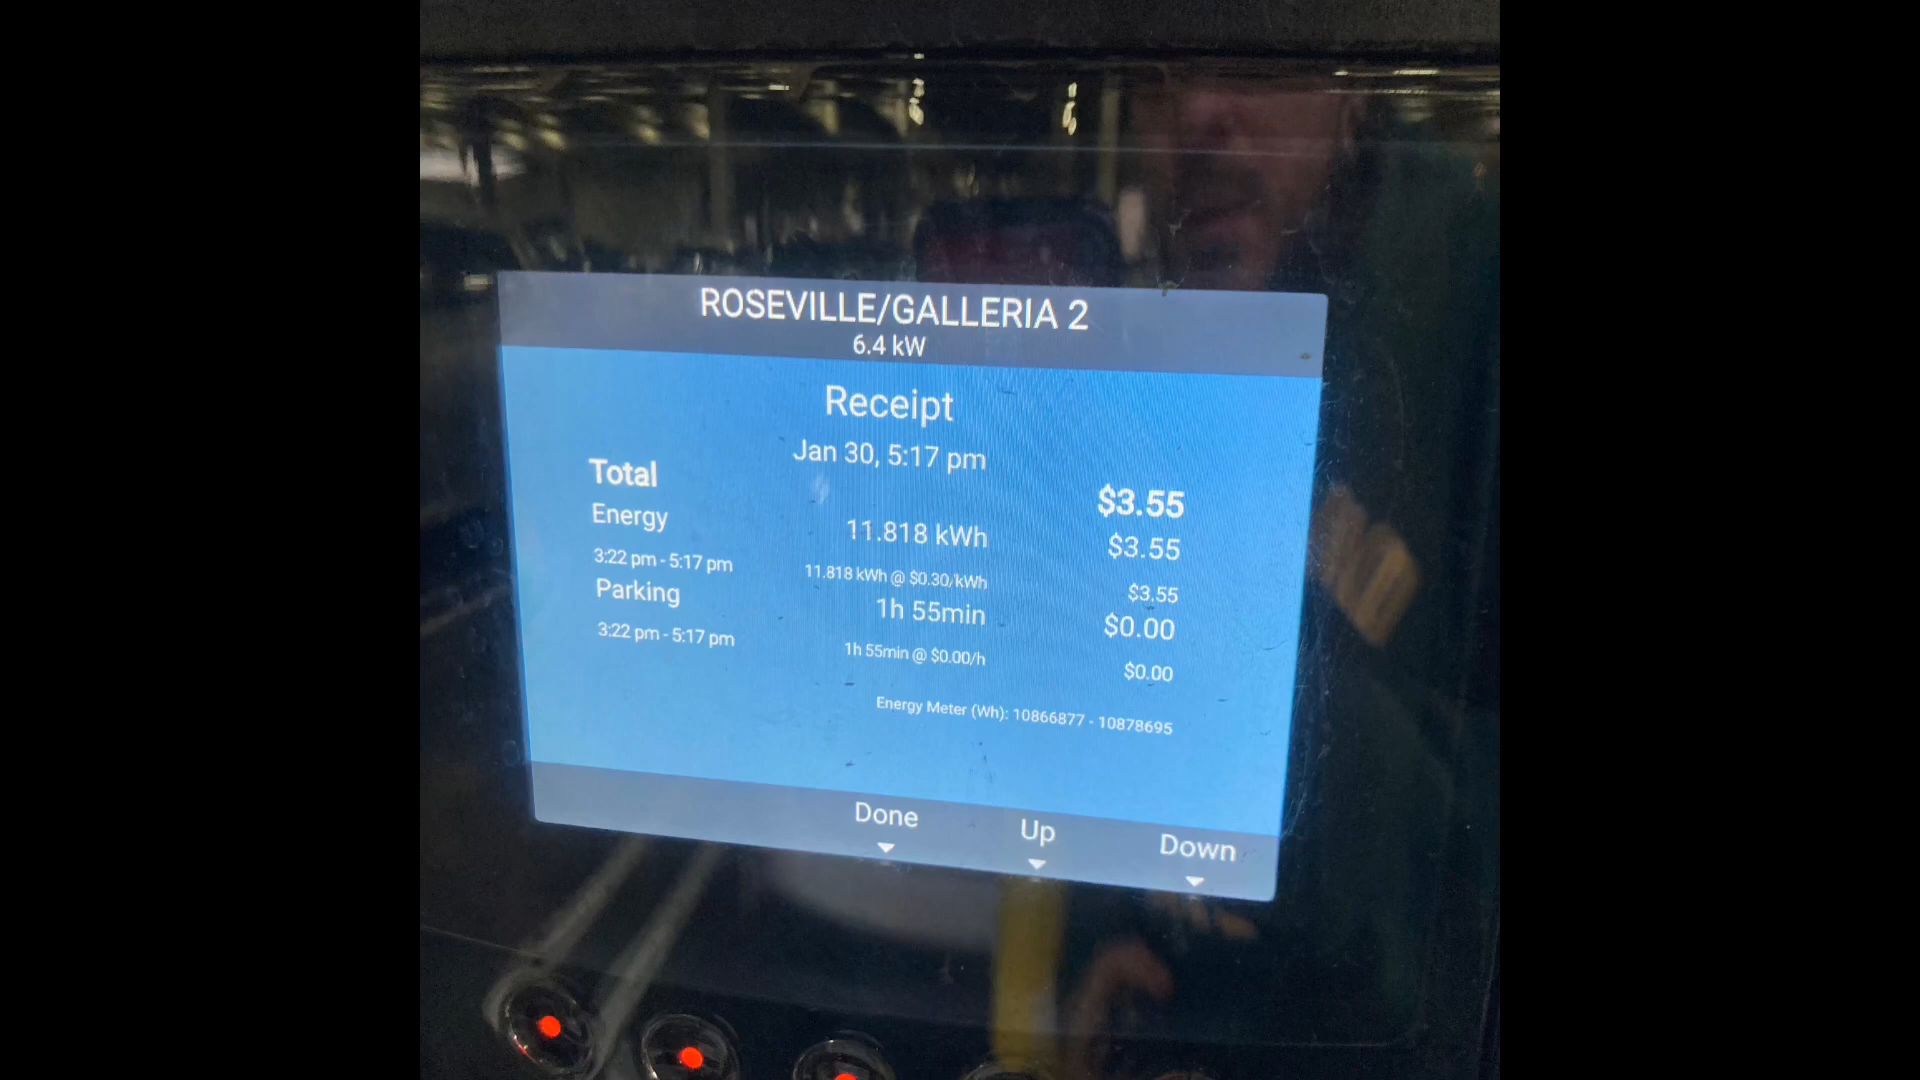 ROSEVILLE/GALLERIA 2
6.4 kW
Receipt
Jan 30, 5:17 pm
Total $3.55
Energy 11.818 kWh $3.55
3:22 pm - 5:17 pm 11.818 kWh @ $0.30/kWh $3.55
Parking 1h 55min $0.00
3:22 pm - 5:17 pm 1h 55min @ $0.00/h $0.00
Energy Meter (Wh): 10866877 - 10878695
Done Up Down